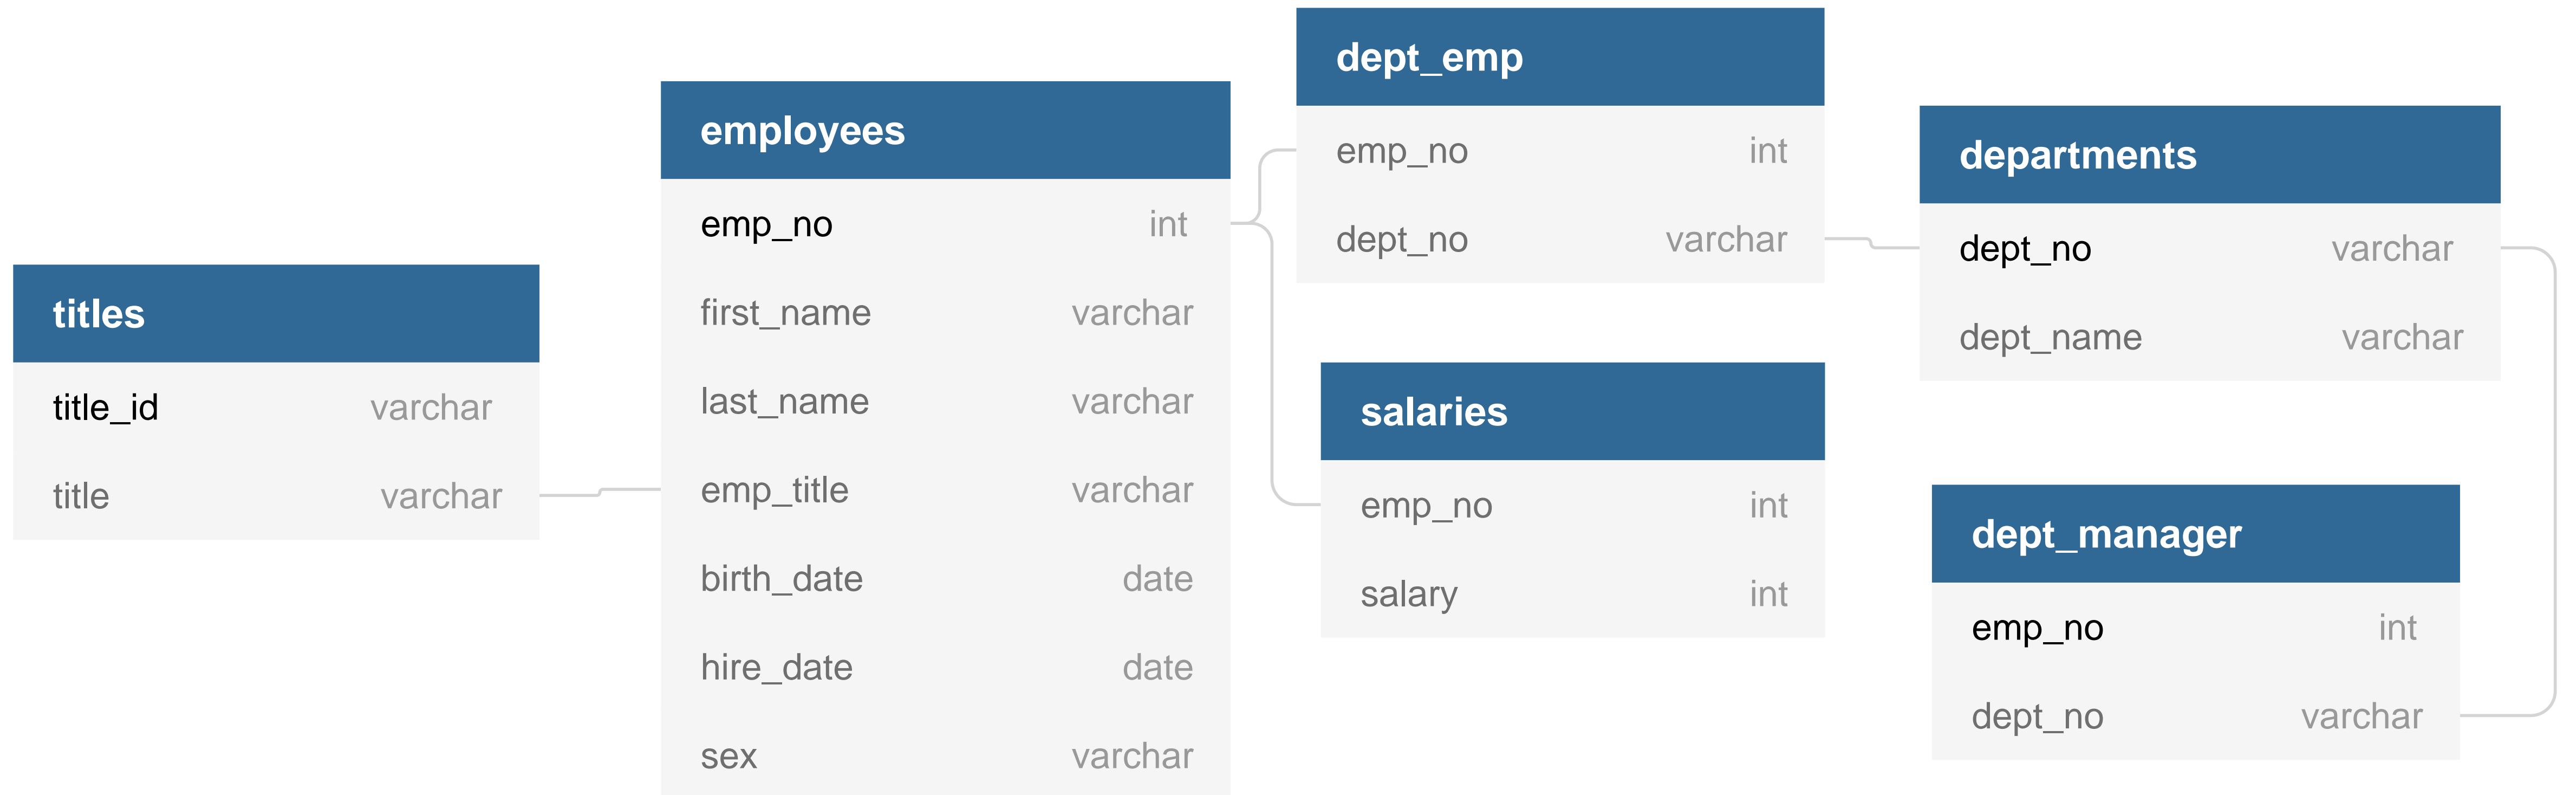 titles
title_id varchar
title varchar
employees
emp_no int
first_name varchar
last_name varchar
emp_title varchar
birth_date date
hire_date date
sex varchar
dept_emp
emp_no int
dept_no varchar
salaries
emp_no int
salary int
departments
dept_no varchar
dept_name varchar
dept_manager
emp_no int
dept_no varchar